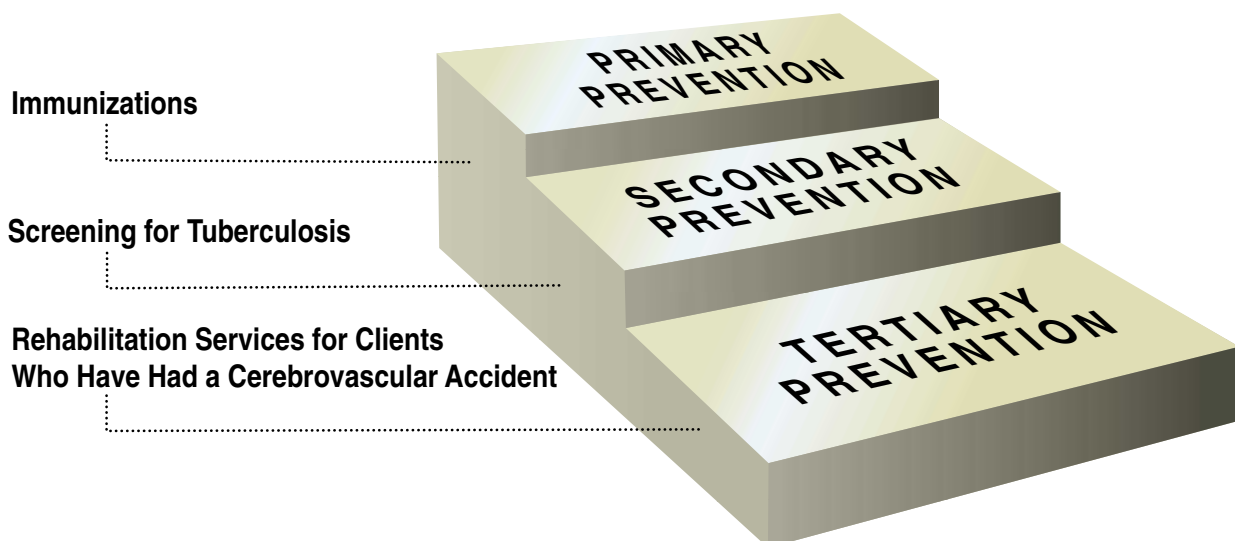 Immunizations
Screening for Tuberculosis
Rehabilitation Services for Clients
Who Have Had a Cerebrovascular Accident
PRIMARY
PREVENTION
SECONDARY
PREVENTION
TERTIARY
PREVENTION